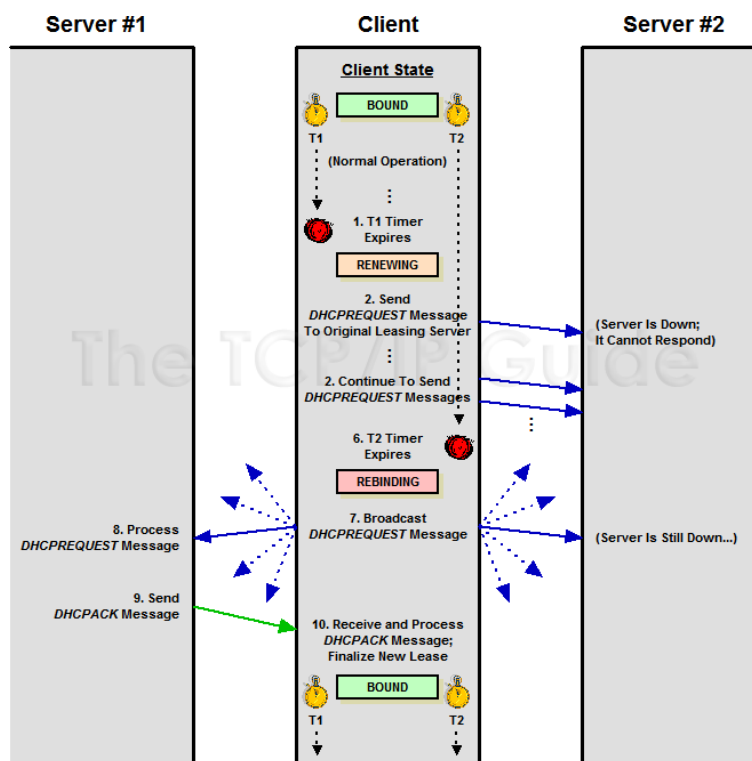 Server #1
Client
Server #2
Client State
BOUND
T1
T2
(Normal Operation)
...
1. T1 Timer
Expires
RENEWING
2. Send
DHCPREQUEST Message
To Original Leasing Server
(Server Is Down;
It Cannot Respond)
The TCP/IP Guide
...
2. Continue To Send
DHCPREQUEST Messages
...
6. T2 Timer
Expires
REBINDING
7. Broadcast
DHCPREQUEST Message
8. Process
DHCPREQUEST Message
(Server Is Still Down...)
9. Send
DHCPACK Message
10. Receive and Process
DHCPACK Message;
Finalize New Lease
BOUND
T1
T2